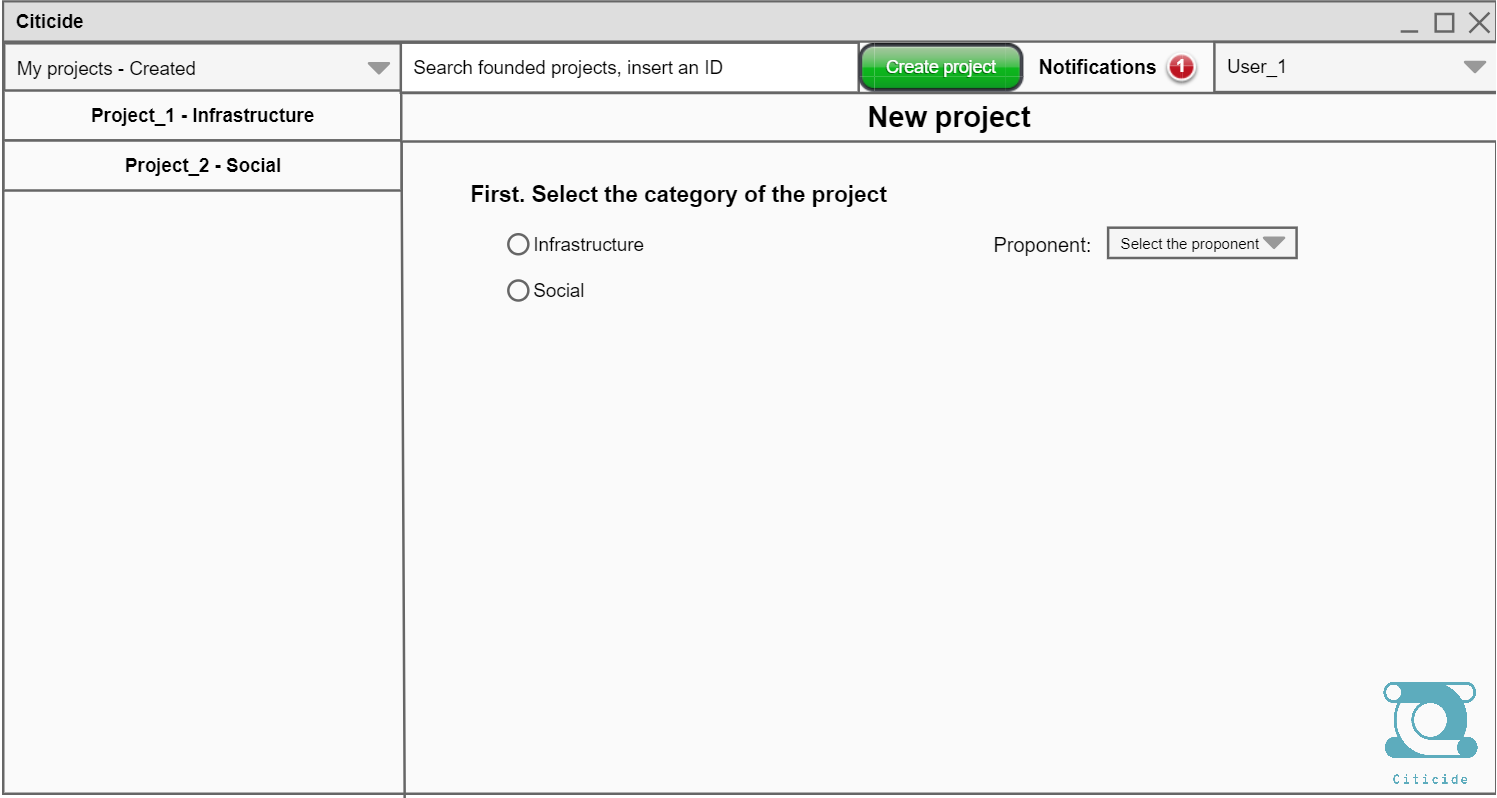 Citicide
My projects - Created
Search founded projects, insert an ID
Create project
Notifications 1
User_1
Project_1 - Infrastructure
New project
Project_2 - Social
First. Select the category of the project
Infrastructure
Proponent: Select the proponent
Social
Citicide